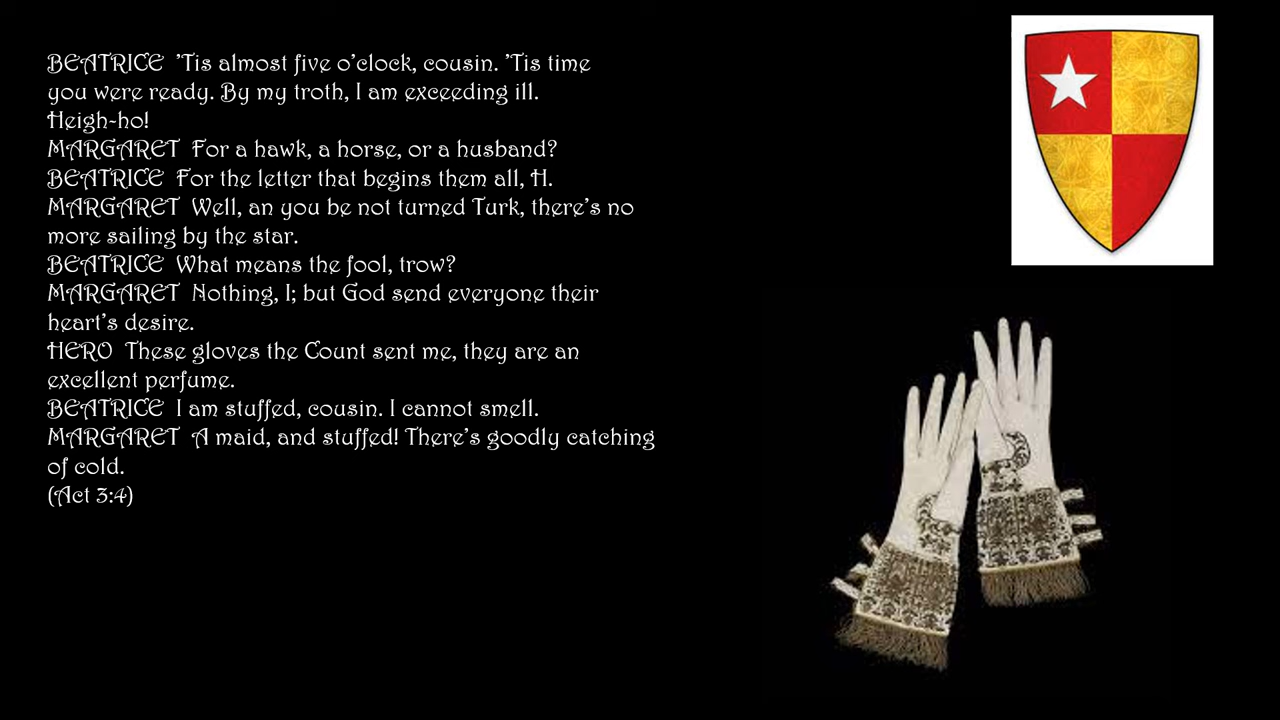 BEATRICE ’Tis almost five o’clock, cousin. ’Tis time
you were ready. By my troth, I am exceeding ill.
Heigh-ho!
MARGARET For a hawk, a horse, or a husband?
BEATRICE For the letter that begins them all, H.
MARGARET Well, an you be not turned Turk, there’s no
more sailing by the star.
BEATRICE What means the fool, trow?
MARGARET Nothing, I; but God send everyone their
heart’s desire.
HERO These gloves the Count sent me, they are an
excellent perfume.
BEATRICE I am stuffed, cousin. I cannot smell.
MARGARET A maid, and stuffed! There’s goodly catching
of cold.
(Act 3:4)